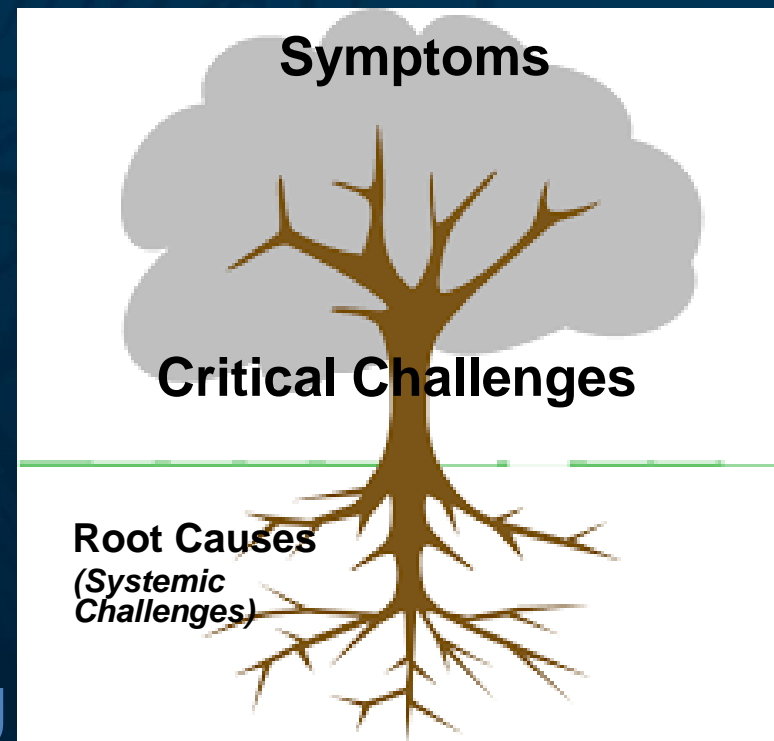 Symptoms
Critical Challenges
Root Causes
(Systemic
Challenges)